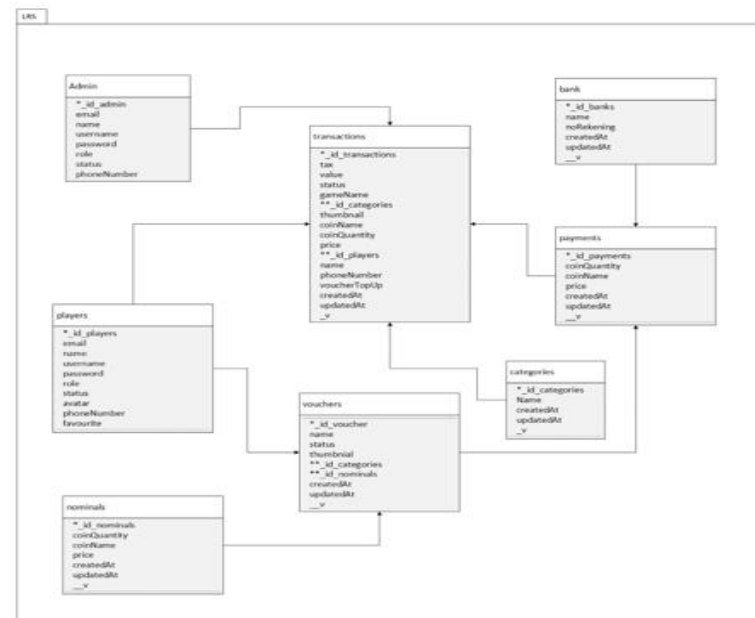 LRS
Admin
*_id_admin
email
name
username
password
role
status
phoneNumber
transactions
*_id_transactions
tax
value
status
gameName
**_id_categories
thumbnail
coinName
coinQuantity
price
**_id_players
name
phoneNumber
voucherTopUp
createdAt
updatedAt
_v
bank
*_id_banks
name
noRekening
createdAt
updatedAt
__v
payments
*_id_payments
coinQuantity
coinName
price
createdAt
updatedAt
__v
players
*_id_players
email
name
username
password
role
status
avatar
phoneNumber
favourite
categories
*_id_categories
Name
createdAt
updatedAt
_v
vouchers
*_id_voucher
name
status
thumbnial
**_id_categories
**_id_nominals
createdAt
updatedAt
__v
nominals
*_id_nominals
coinQuantity
coinName
price
createdAt
updatedAt
__v